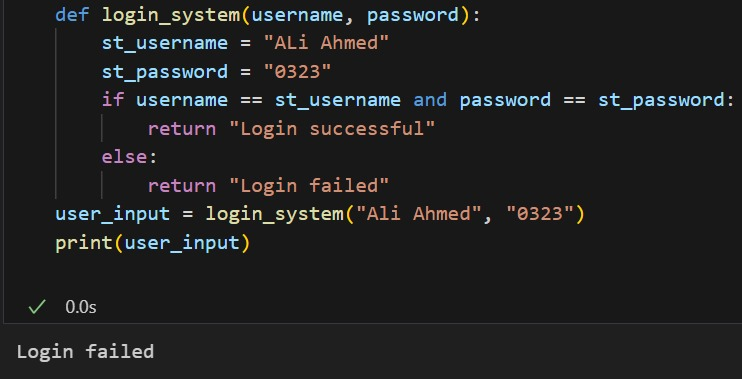 def login_system(username, password):
    st_username = "ALi Ahmed"
    st_password = "0323"
    if username == st_username and password == st_password:
        return "Login successful"
    else:
        return "Login failed"
user_input = login_system("Ali Ahmed", "0323")
print(user_input)
0.0s
Login failed